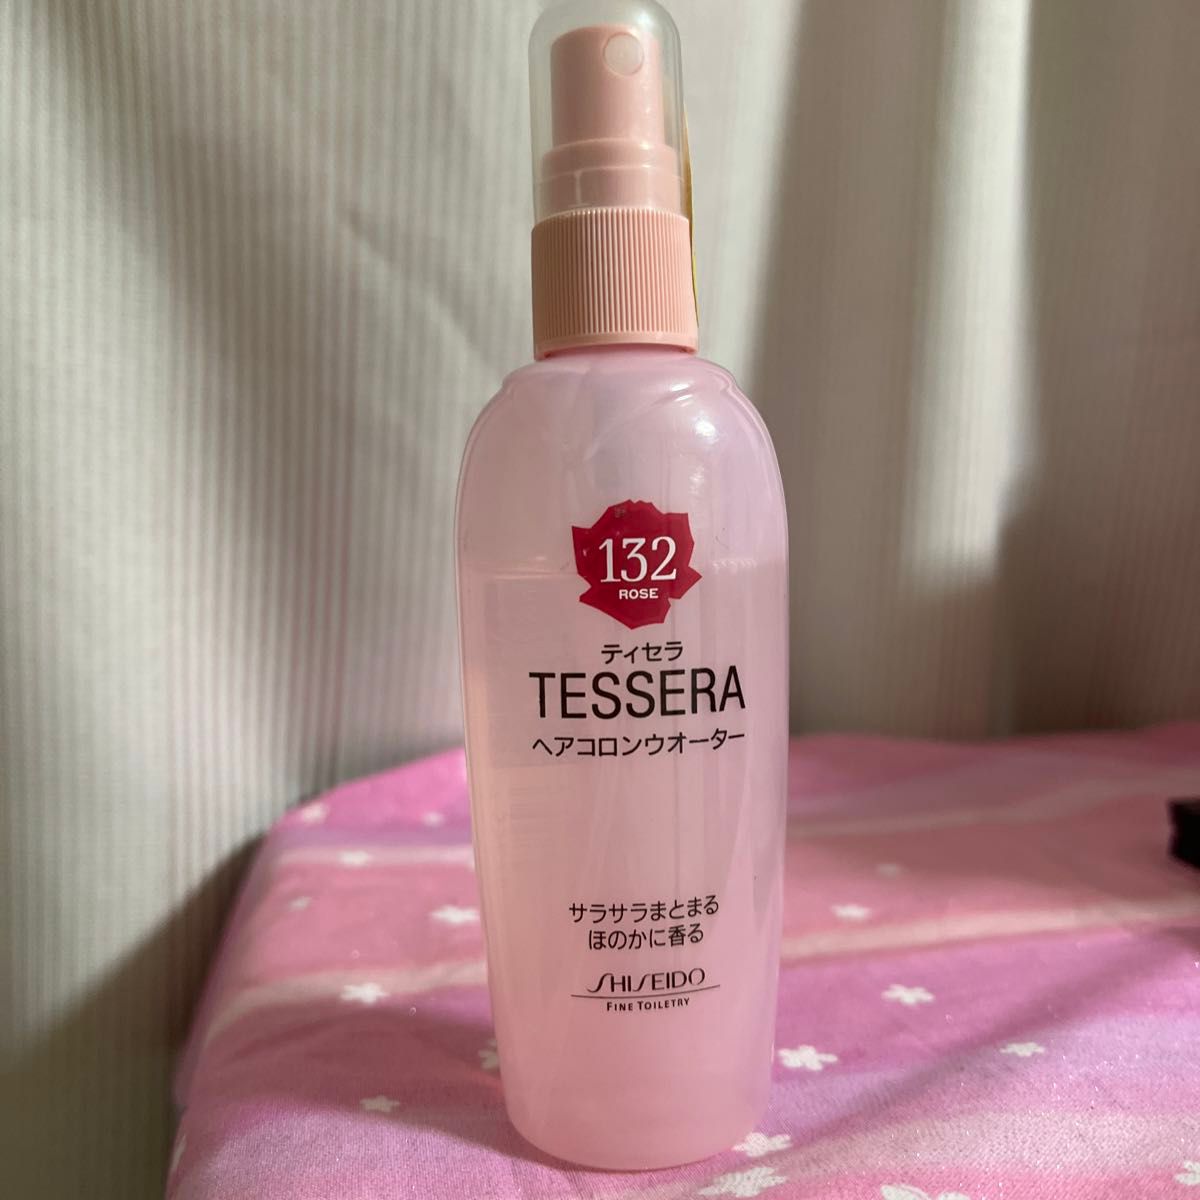 132
ROSE
ティセラ
TESSERA
ヘアコロンウオーター
サラサラまとまる
ほのかに香る
SHISEIDO
FINE TOILETRY